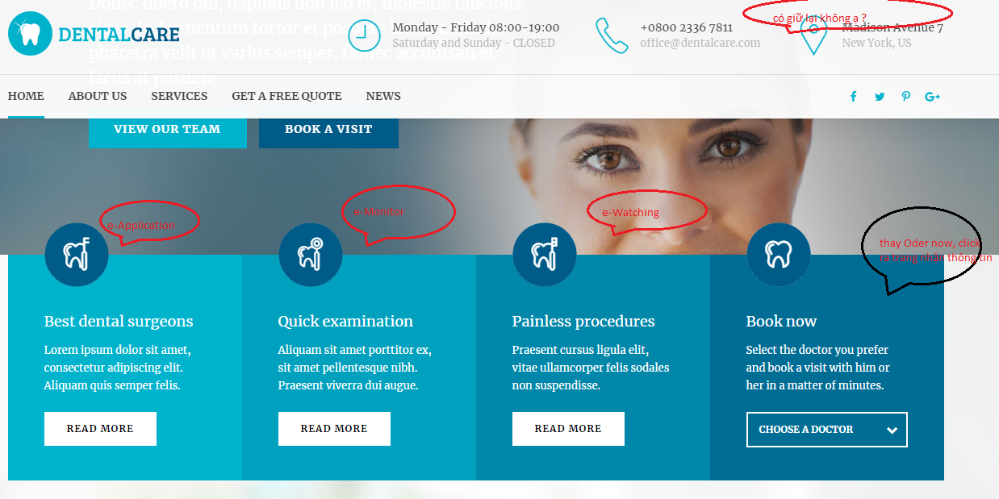 Donec libero dui, dapibus non leo et, molestie faucibus
pharetra velit ut varius semper. Donec accumsan et
lacus at posuere.
DENTALCARE
Monday - Friday 08:00-19:00
Saturday and Sunday - CLOSED
+0800 2336 7811
office@dentalcare.com
có giữ lại không ạ ?
Madison Avenue 7
New York, US
HOME
ABOUT US
SERVICES
GET A FREE QUOTE
NEWS
VIEW OUR TEAM
BOOK A VISIT
e-Application
e-Monitor
e-Watching
thay Oder now, click
ra trang nhận thông tin
Best dental surgeons
Lorem ipsum dolor sit amet,
consectetur adipiscing elit.
Aliquam quis semper felis.
READ MORE
Quick examination
Aliquam sit amet porttitor ex,
sit amet pellentesque nibh.
Praesent viverra dui augue.
READ MORE
Painless procedures
Praesent cursus ligula elit,
vitae ullamcorper felis sodales
non suspendisse.
READ MORE
Book now
Select the doctor you prefer
and book a visit with him or
her in a matter of minutes.
CHOOSE A DOCTOR